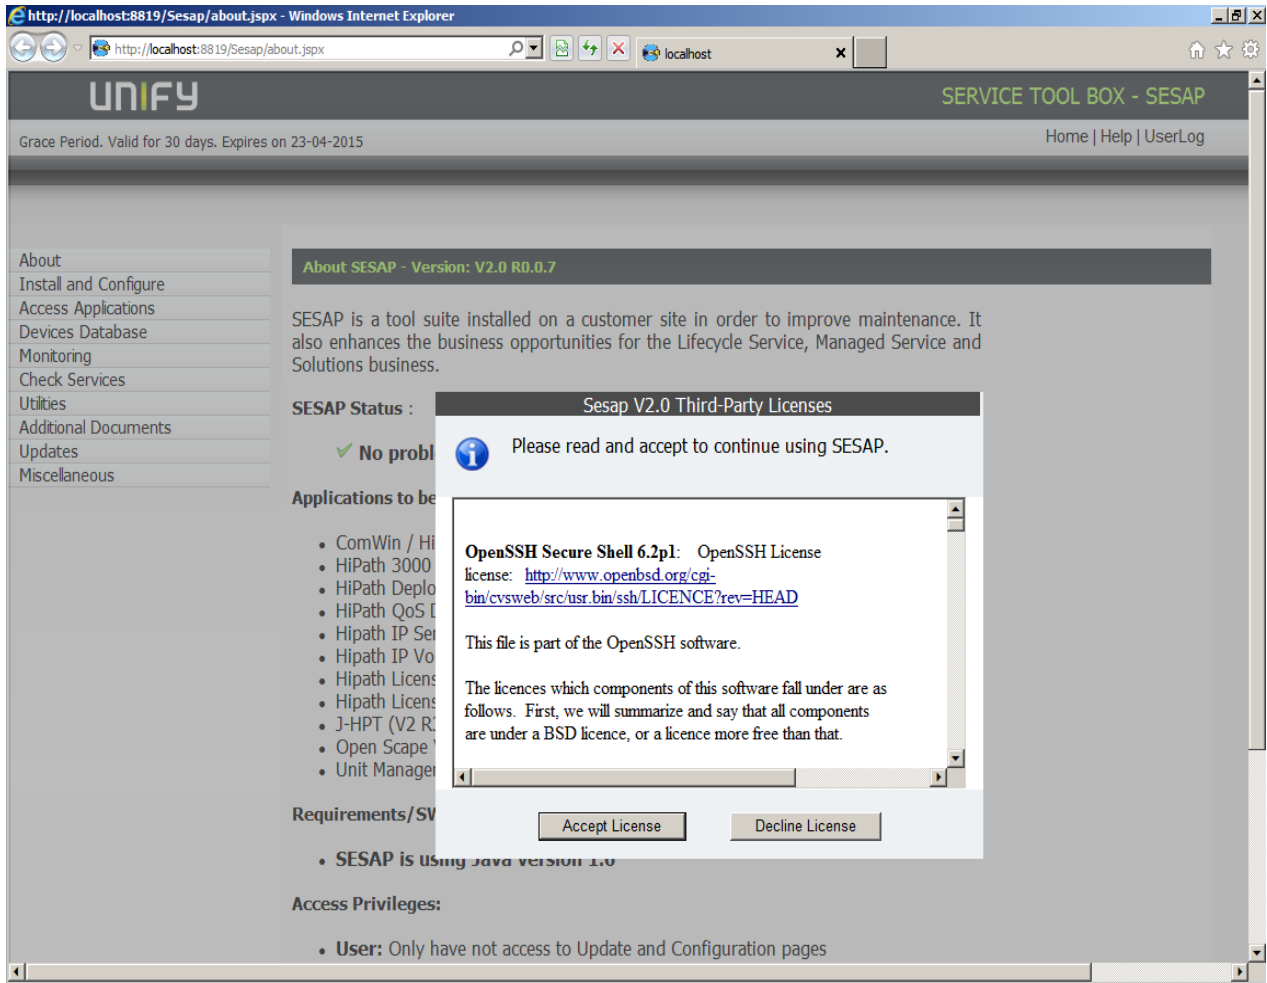 http://localhost:8819/Sesap/about.jspx - Windows Internet Explorer
http://localhost:8819/Sesap/about.jspx
localhost
UNIFY
SERVICE TOOL BOX - SESAP
Grace Period. Valid for 30 days. Expires on 23-04-2015
Home | Help | UserLog
About
Install and Configure
Access Applications
Devices Database
Monitoring
Check Services
Utilities
Additional Documents
Updates
Miscellaneous
About SESAP - Version: V2.0 R0.0.7
SESAP is a tool suite installed on a customer site in order to improve maintenance. It
also enhances the business opportunities for the Lifecycle Service, Managed Service and
Solutions business.
SESAP Status :
No probl
Applications to be
ComWin / Hi
HiPath 3000
HiPath Deplo
HiPath QoS D
Hipath IP Ser
Hipath IP Vo
Hipath Licens
Hipath Licens
J-HPT (V2 R
Open Scape
Unit Manager
Requirements/SW
SESAP is using Java version 1.6
Access Privileges:
User: Only have not access to Update and Configuration pages
Sesap V2.0 Third-Party Licenses
Please read and accept to continue using SESAP.
OpenSSH Secure Shell 6.2p1: OpenSSH License
license: http://www.openbsd.org/cgi-
bin/cvsweb/src/usr.bin/ssh/LICENCE?rev=HEAD
This file is part of the OpenSSH software.
The licences which components of this software fall under are as
follows. First, we will summarize and say that all components
are under a BSD licence, or a licence more free than that.
Accept License
Decline License